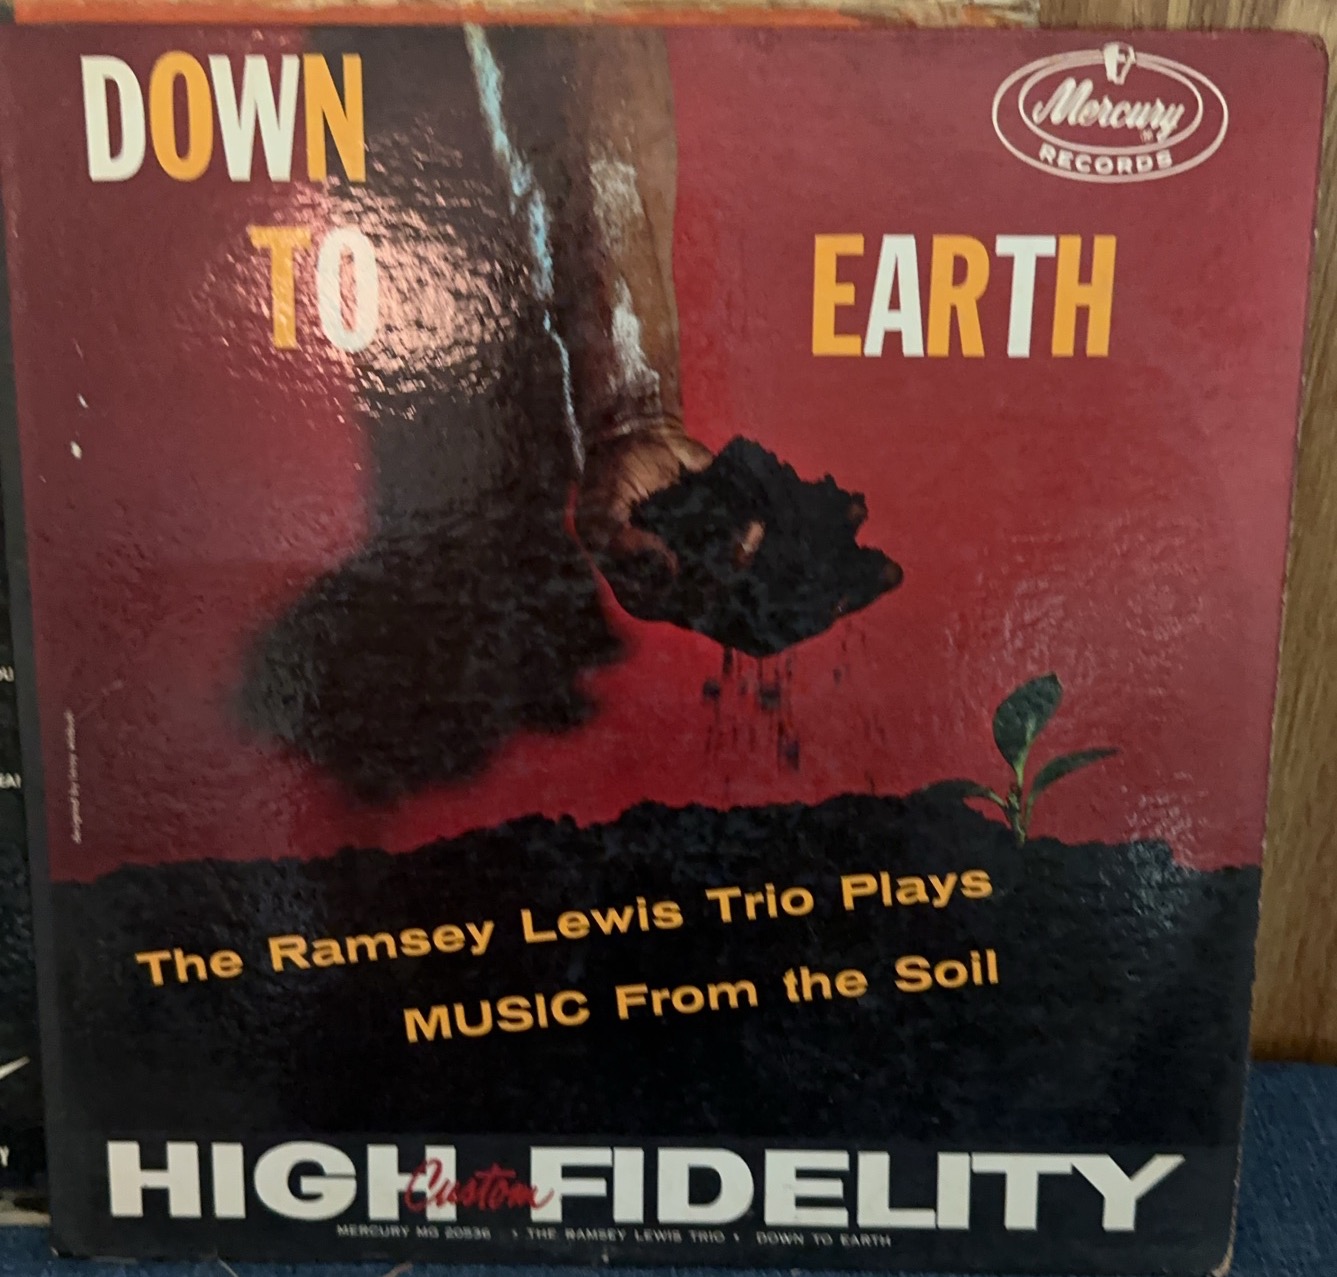 DOWN
TO
EARTH
Mercury
RECORDS
The Ramsey Lewis Trio Plays
MUSIC From the Soil
HIGH Custom FIDELITY
MERCURY MG 20536 • THE RAMSEY LEWIS TRIO • DOWN TO EARTH